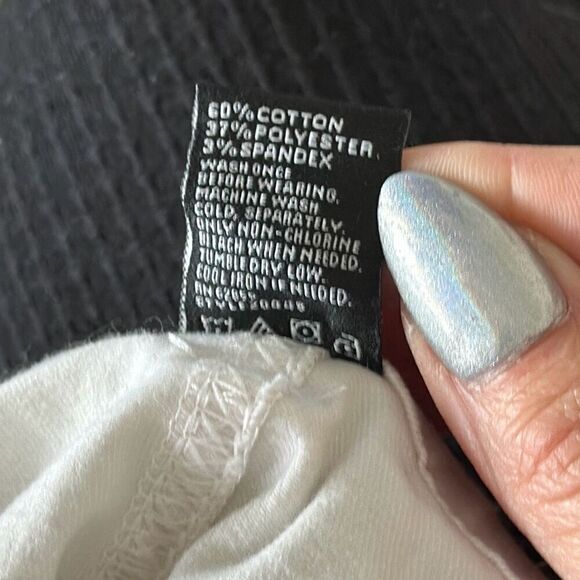 60% COTTON
37% POLYESTER
3% SPANDEX
WASH ONCE
BEFORE WEARING.
MACHINE WASH
COLD, SEPARATELY.
ONLY NON-CHLORINE
BLEACH WHEN NEEDED.
TUMBLE DRY LOW.
COOL IRON IF NEEDED.